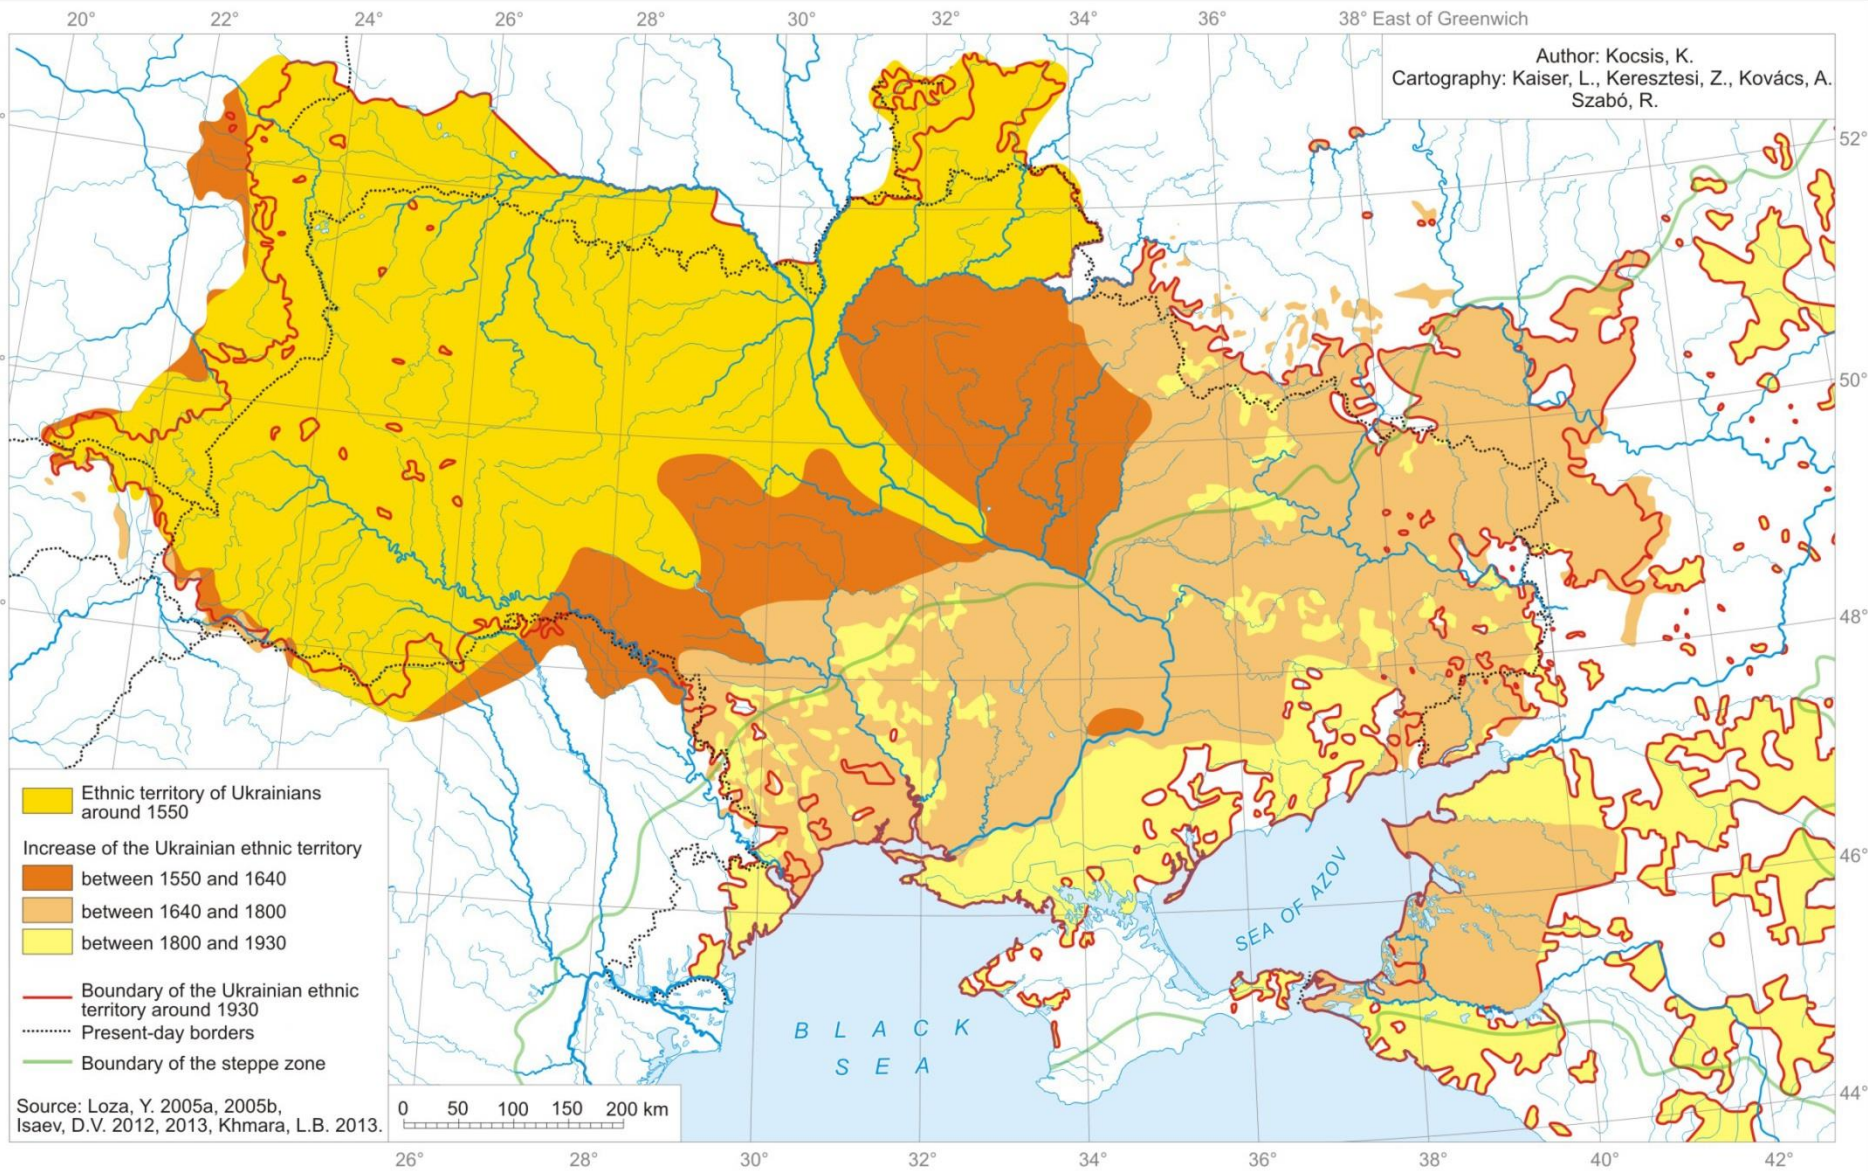 20°
22°
24°
26°
28°
30°
32°
34°
36°
38° East of Greenwich
Author: Kocsis, K.
Cartography: Kaiser, L., Keresztesi, Z., Kovács, A.
Szabó, R.
52°
50°
48°
46°
44°
SEA OF AZOV
BLACK
SEA
Ethnic territory of Ukrainians
around 1550
Increase of the Ukrainian ethnic territory
between 1550 and 1640
between 1640 and 1800
between 1800 and 1930
Boundary of the Ukrainian ethnic
territory around 1930
Present-day borders
Boundary of the steppe zone
Source: Loza, Y. 2005a, 2005b,
Isaev, D.V. 2012, 2013, Khmara, L.B. 2013.
0 50 100 150 200 km
26°
28°
30°
32°
34°
36°
38°
40°
42°